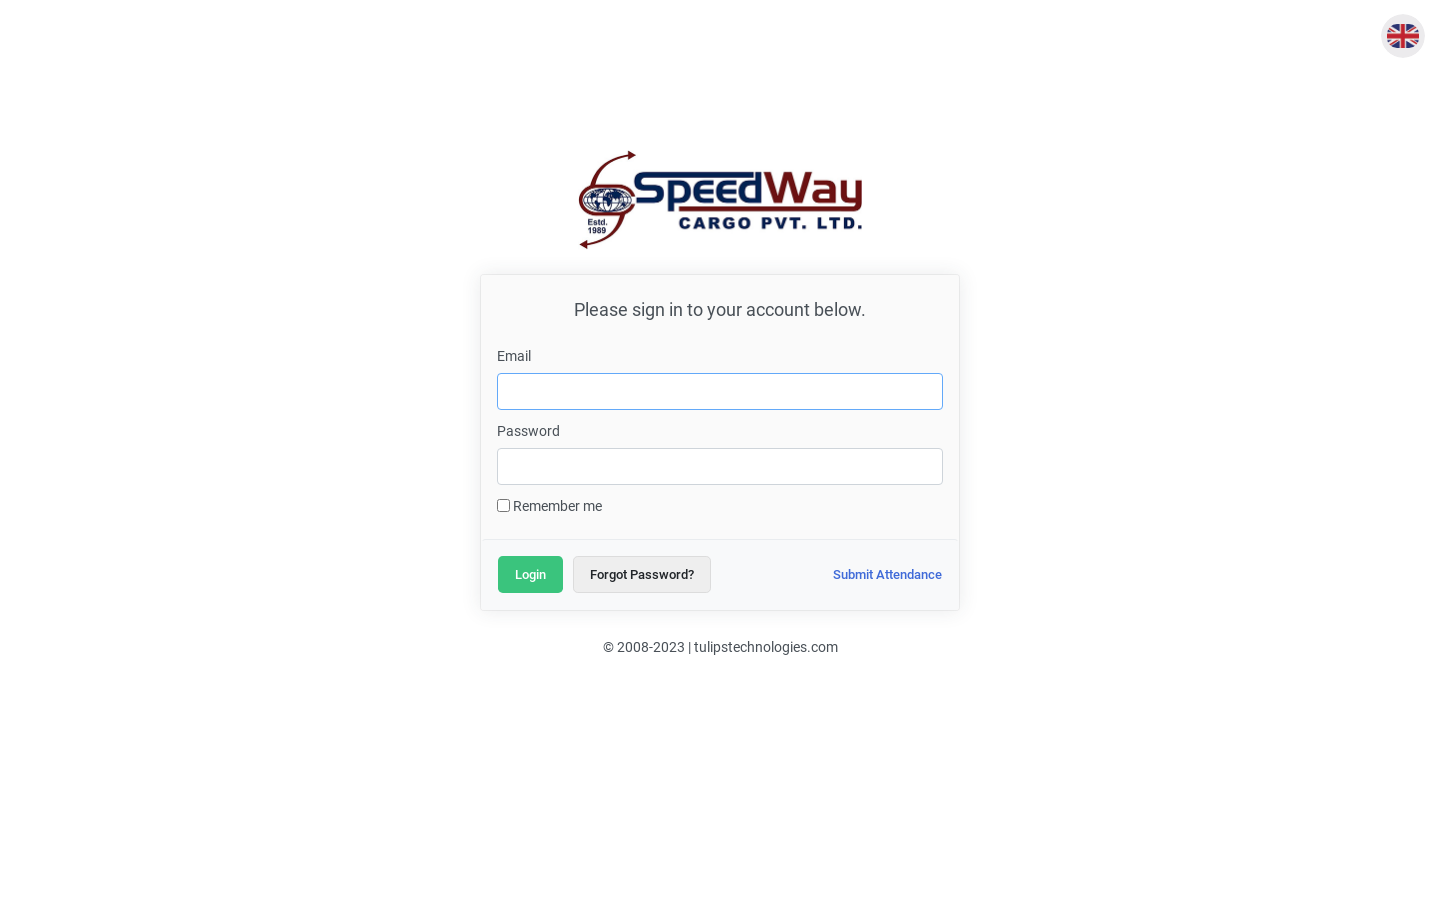 SpeedWay
CARGO PVT. LTD.
Estd.
1989
Please sign in to your account below.
Email
Password
Remember me
Login
Forgot Password?
Submit Attendance
© 2008-2023 | tulipstechnologies.com